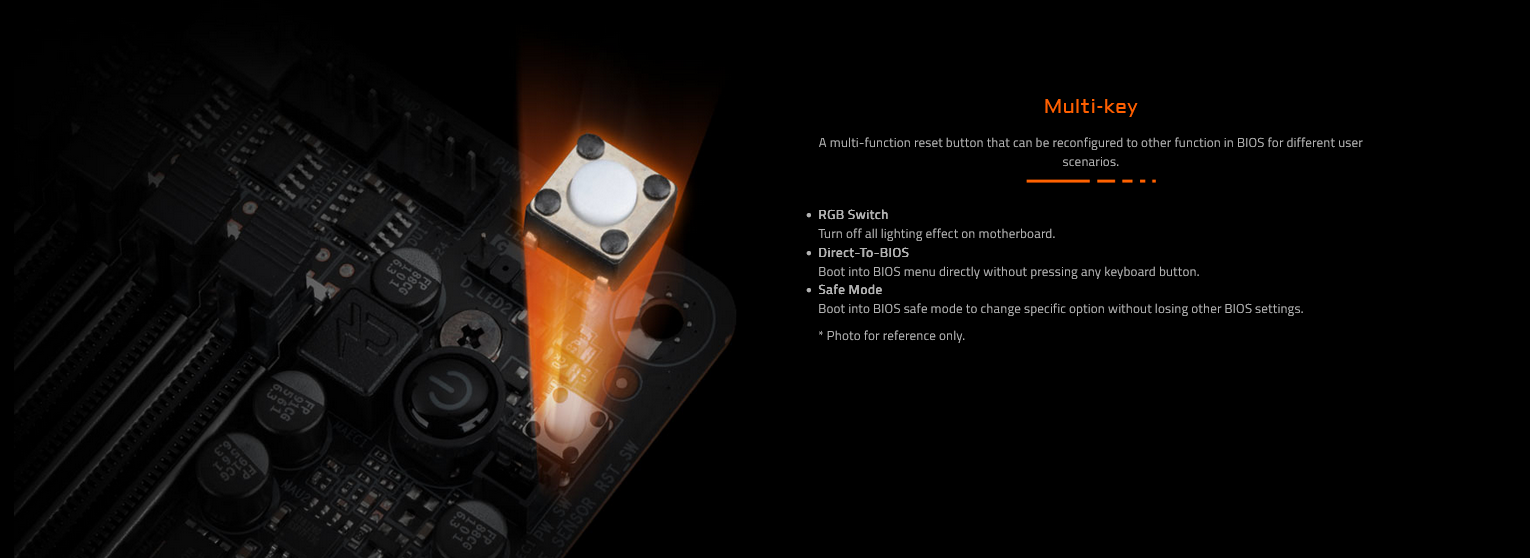 Multi-key
A multi-function reset button that can be reconfigured to other function in BIOS for different user
scenarios.
• RGB Switch
Turn off all lighting effect on motherboard.
• Direct-To-BIOS
Boot into BIOS menu directly without pressing any keyboard button.
• Safe Mode
Boot into BIOS safe mode to change specific option without losing other BIOS settings.
* Photo for reference only.
D_LED2
RST_SW
PW_SW
SENSOR